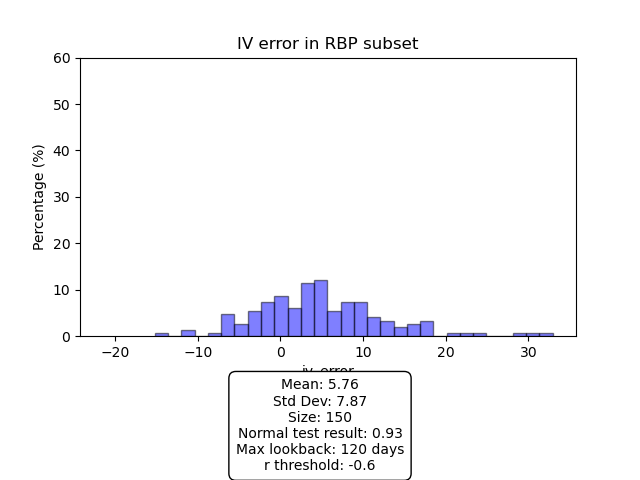 IV error in RBP subset
Percentage (%)
60
50
40
30
20
10
0
−20
−10
0
10
20
30
iv_error
Mean: 5.76
Std Dev: 7.87
Size: 150
Normal test result: 0.93
Max lookback: 120 days
r threshold: -0.6